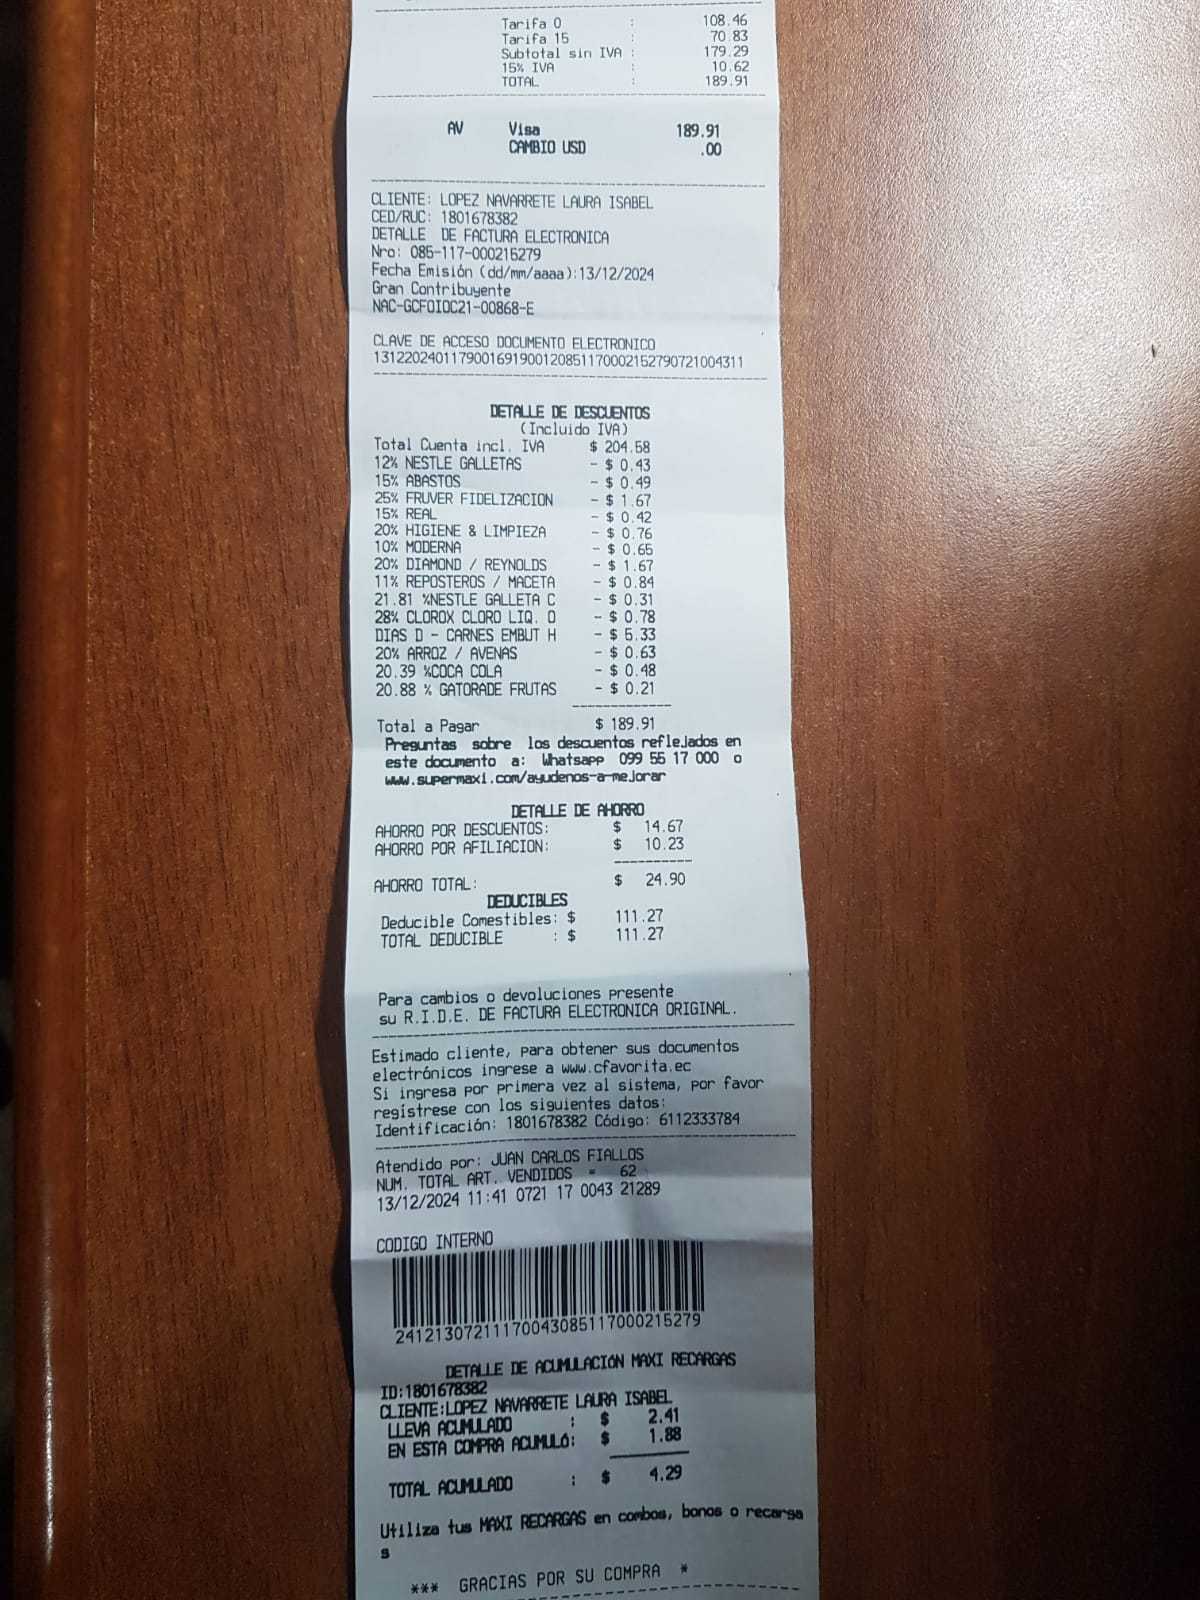 Tarifa 0 : 108.46
Tarifa 15 : 70.83
Subtotal sin IVA : 179.29
15% IVA : 10.62
TOTAL : 189.91
AV Visa 189.91
CAMBIO USD .00
CLIENTE: LOPEZ NAVARRETE LAURA ISABEL
CED/RUC: 1801678382
DETALLE DE FACTURA ELECTRONICA
Nro: 085-117-000215279
Fecha Emisión (dd/mm/aaaa):13/12/2024
Gran Contribuyente
NAC-GCFOIOC21-00868-E
CLAVE DE ACCESO DOCUMENTO ELECTRONICO
1312202401179001691900120851170002152790721004311
DETALLE DE DESCUENTOS
(Incluido IVA)
Total Cuenta incl. IVA $ 204.58
12% NESTLE GALLETAS - $ 0.43
15% ABASTOS - $ 0.49
25% FRUVER FIDELIZACION - $ 1.67
15% REAL - $ 0.42
20% HIGIENE & LIMPIEZA - $ 0.76
10% MODERNA - $ 0.65
20% DIAMOND / REYNOLDS - $ 1.67
11% REPOSTEROS / MACETA - $ 0.84
21.81 %NESTLE GALLETA C - $ 0.31
28% CLOROX CLORO LIQ. O - $ 0.78
DIAS D - CARNES EMBUT H - $ 5.33
20% ARROZ / AVENAS - $ 0.63
20.39 %COCA COLA - $ 0.48
20.88 % GATORADE FRUTAS - $ 0.21
Total a Pagar $ 189.91
Preguntas sobre los descuentos reflejados en
este documento a: Whatsapp 099 55 17 000 o
www.supermaxi.com/ayudenos-a-mejorar
DETALLE DE AHORRO
AHORRO POR DESCUENTOS: $ 14.67
AHORRO POR AFILIACION: $ 10.23
AHORRO TOTAL: $ 24.90
DEDUCIBLES
Deducible Comestibles: $ 111.27
TOTAL DEDUCIBLE : $ 111.27
Para cambios o devoluciones presente
su R.I.D.E. DE FACTURA ELECTRONICA ORIGINAL.
Estimado cliente, para obtener sus documentos
electrónicos ingrese a www.cfavorita.ec
Si ingresa por primera vez al sistema, por favor
regístrese con los siguientes datos:
Identificación: 1801678382 Código: 6112333784
Atendido por: JUAN CARLOS FIALLOS
NUM. TOTAL ART. VENDIDOS = 62
13/12/2024 11:41 0721 17 0043 21289
CODIGO INTERNO
241213072111700430851170002152​79
DETALLE DE ACUMULACIÓN MAXI RECARGAS
ID:1801678382
CLIENTE:LOPEZ NAVARRETE LAURA ISABEL
LLEVA ACUMULADO : $ 2.41
EN ESTA COMPRA ACUMULÓ: $ 1.88
TOTAL ACUMULADO : $ 4.29
Utiliza tus MAXI RECARGAS en combos, bonos o recarga
s
*** GRACIAS POR SU COMPRA *